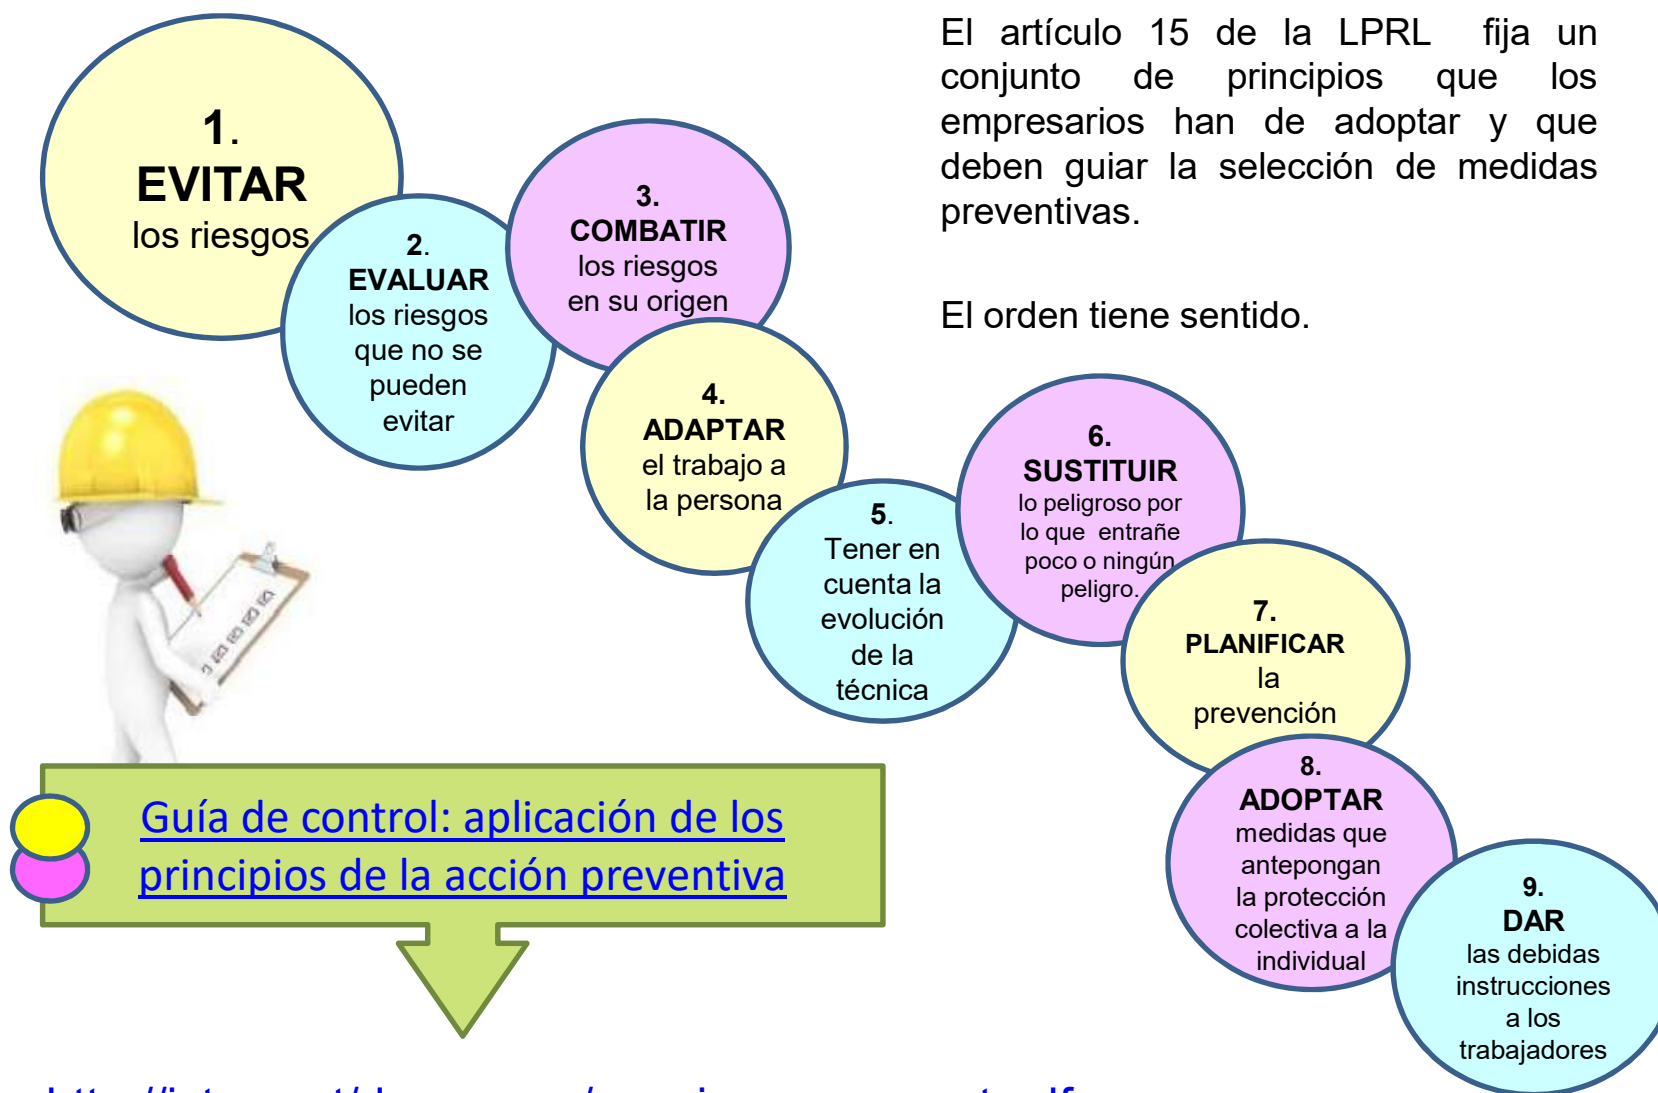 El artículo 15 de la LPRL fija un
conjunto de principios que los
empresarios han de adoptar y que
deben guiar la selección de medidas
preventivas.
El orden tiene sentido.
1.
EVITAR
los riesgos
2.
EVALUAR
los riesgos
que no se
pueden
evitar
3.
COMBATIR
los riesgos
en su origen
4.
ADAPTAR
el trabajo a
la persona
5.
Tener en
cuenta la
evolución
de la
técnica
6.
SUSTITUIR
lo peligroso por
lo que entrañe
poco o ningún
peligro.
7.
PLANIFICAR
la
prevención
8.
ADOPTAR
medidas que
antepongan
la protección
colectiva a la
individual
9.
DAR
las debidas
instrucciones
a los
trabajadores
Guía de control: aplicación de los
principios de la acción preventiva